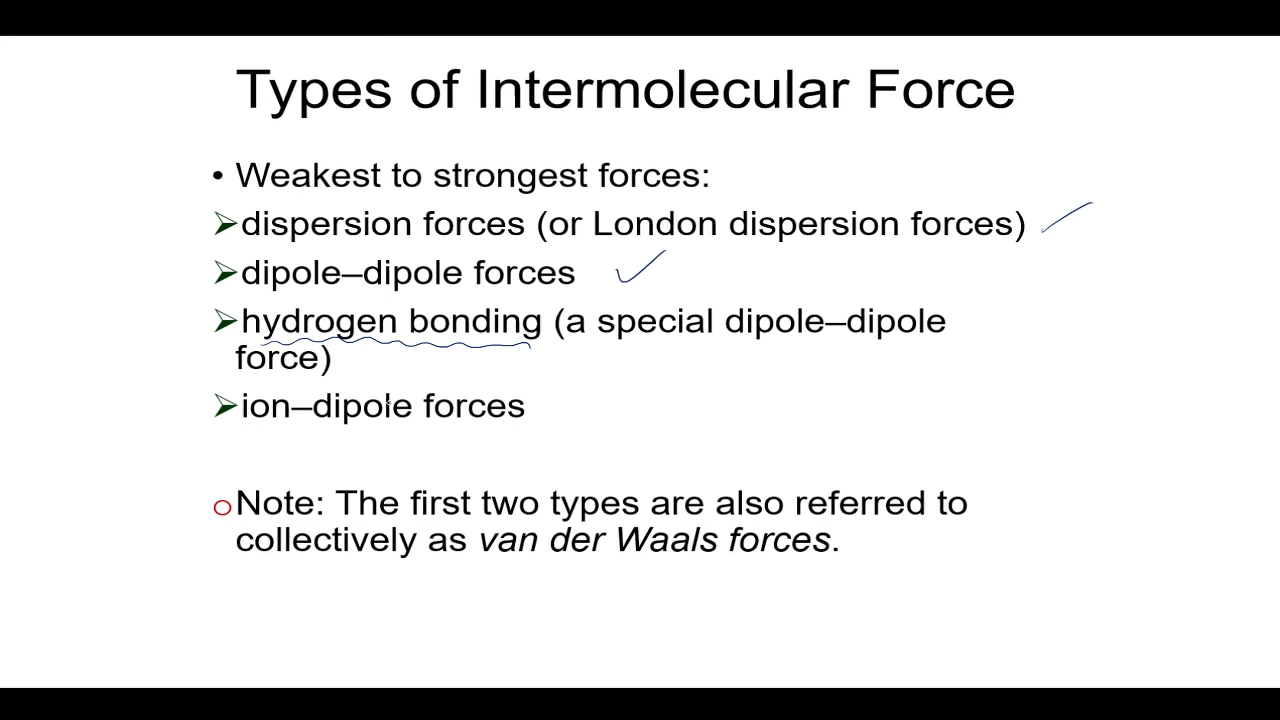 Types of Intermolecular Force
• Weakest to strongest forces:
➢dispersion forces (or London dispersion forces)
➢dipole–dipole forces
➢hydrogen bonding (a special dipole–dipole
force)
➢ion–dipole forces
oNote: The first two types are also referred to
collectively as van der Waals forces.